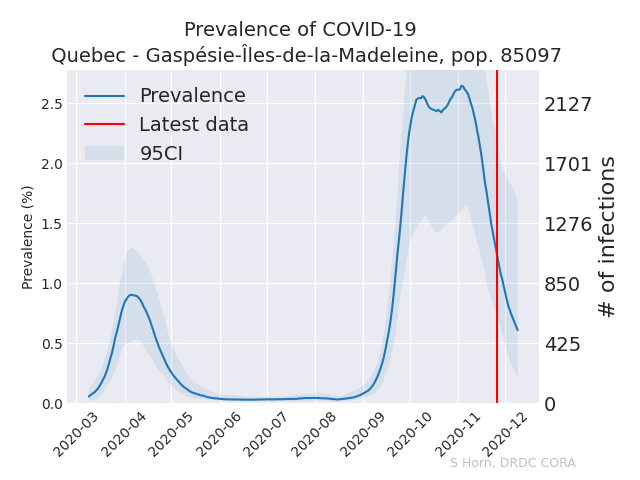 Prevalence of COVID-19
Quebec - Gaspésie-Îles-de-la-Madeleine, pop. 85097
Prevalence
Latest data
95CI
Prevalence (%)
2.5
2.0
1.5
1.0
0.5
0.0
2127
1701
1276
850
425
0
# of infections
2020-03
2020-04
2020-05
2020-06
2020-07
2020-08
2020-09
2020-10
2020-11
2020-12
S Horn, DRDC CORA